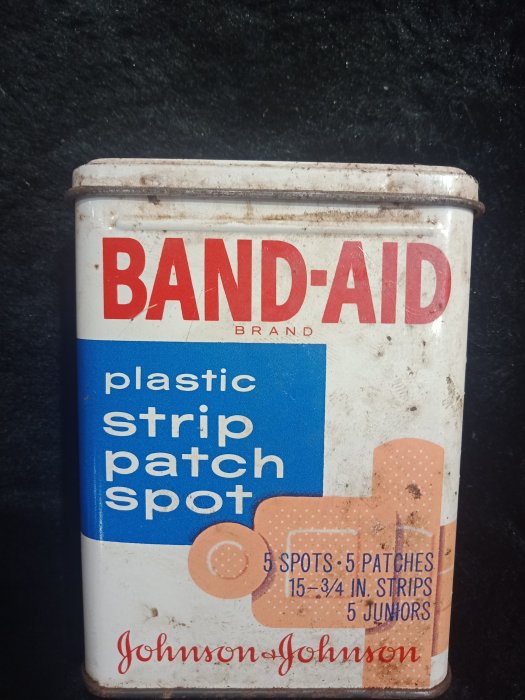 BAND-AID
BRAND
plastic
strip
patch
spot
5 SPOTS · 5 PATCHES
15-3/4 IN. STRIPS
5 JUNIORS
Johnson & Johnson